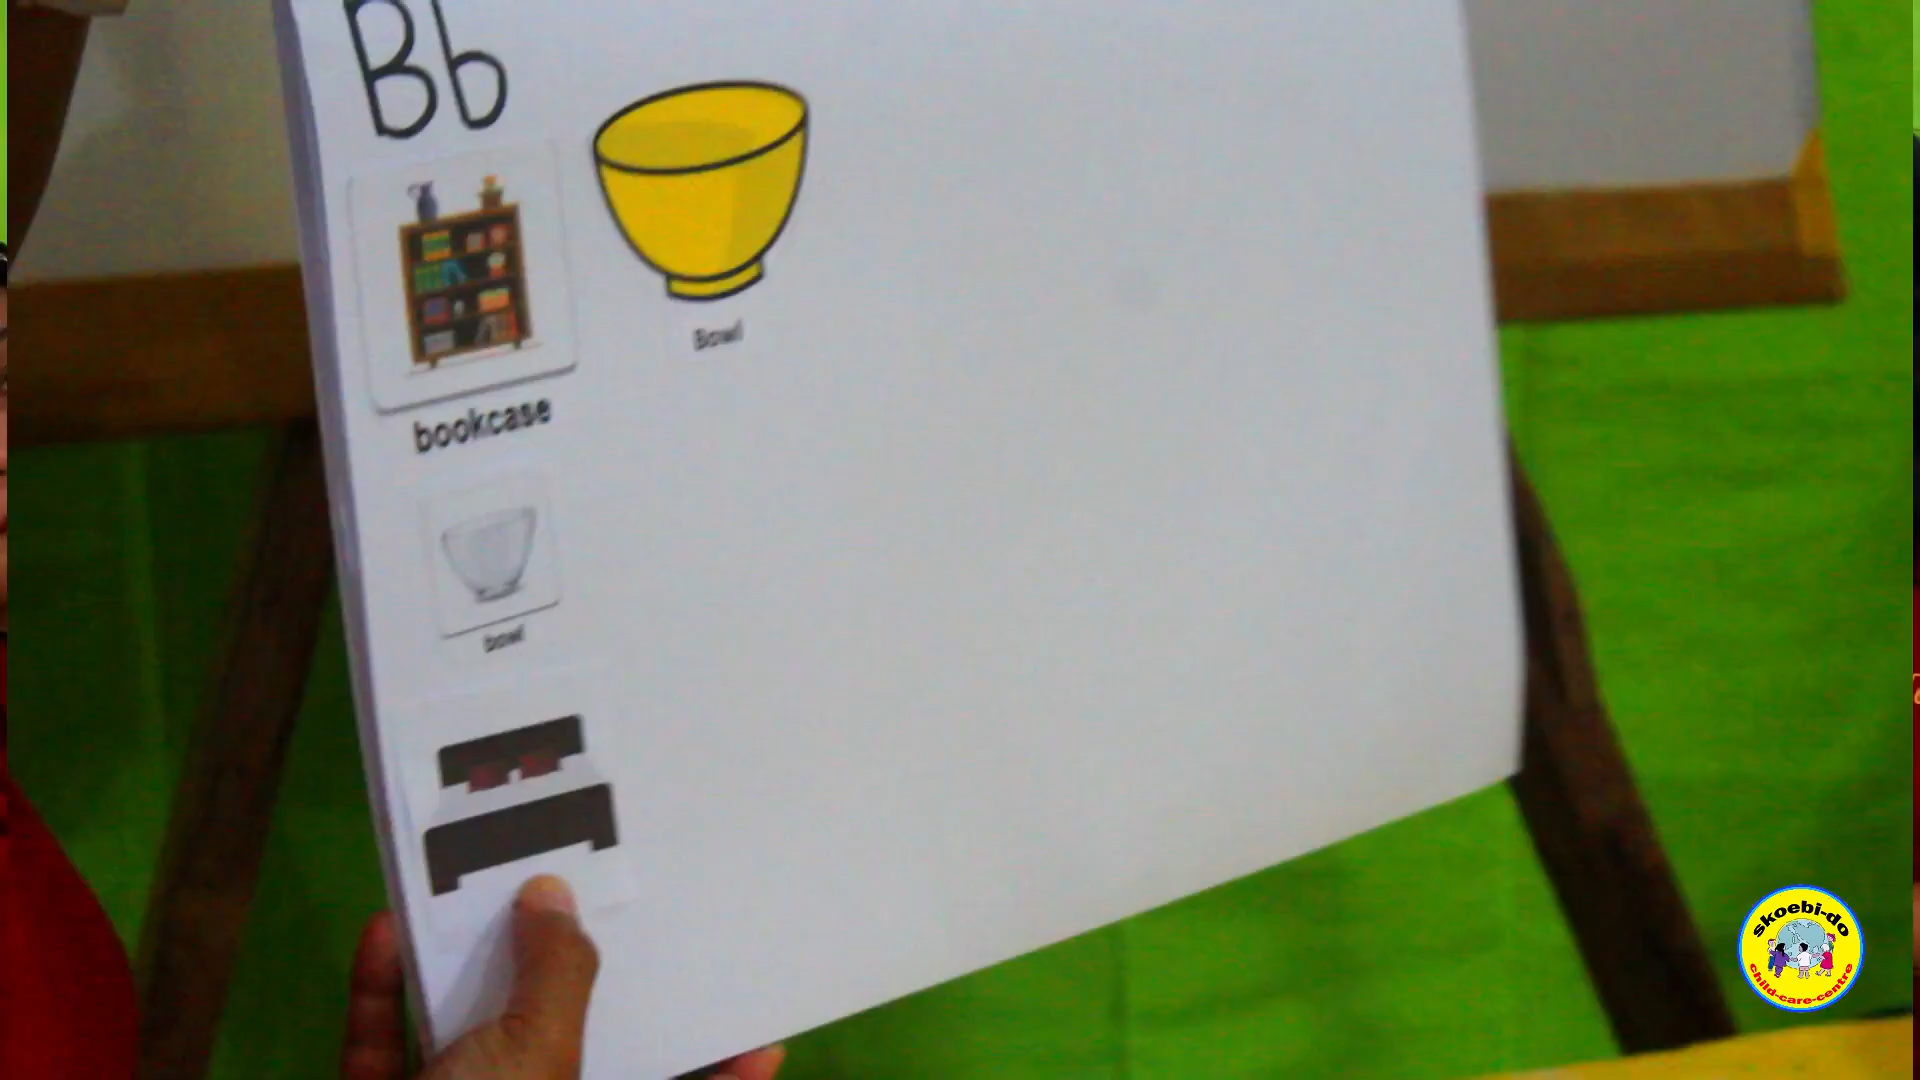 Bb
Bowl
bookcase
bowl
skoebi-do
child-care-centre